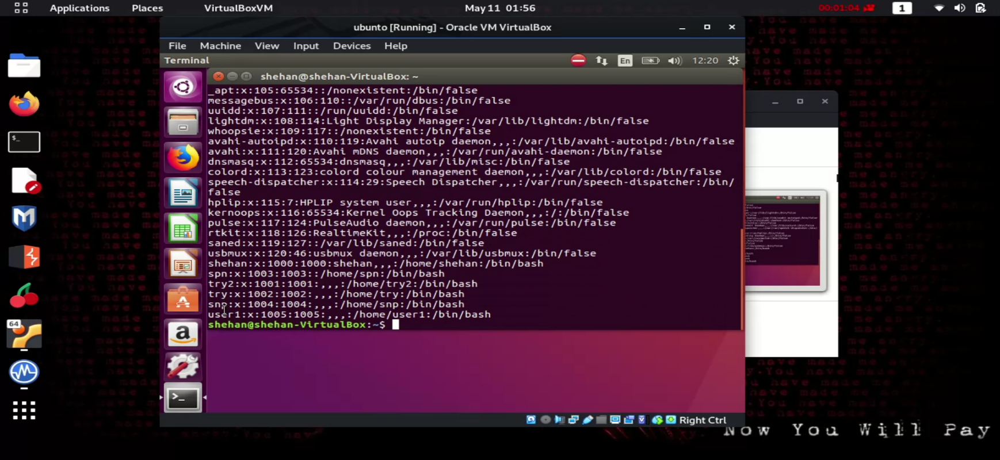 Applications Places VirtualBoxVM May 11 01:56 00:01:04 1
ubunto [Running] - Oracle VM VirtualBox
File Machine View Input Devices Help
Terminal En 12:20
shehan@shehan-VirtualBox: ~
_apt:x:105:65534::/nonexistent:/bin/false
messagebus:x:106:110::/var/run/dbus:/bin/false
uuidd:x:107:111::/run/uuidd:/bin/false
lightdm:x:108:114:Light Display Manager:/var/lib/lightdm:/bin/false
whoopsie:x:109:117::/nonexistent:/bin/false
avahi-autoipd:x:110:119:Avahi autoip daemon,,,:/var/lib/avahi-autoipd:/bin/false
avahi:x:111:120:Avahi mDNS daemon,,,:/var/run/avahi-daemon:/bin/false
dnsmasq:x:112:65534:dnsmasq,,,:/var/lib/misc:/bin/false
colord:x:113:123:colord colour management daemon,,,:/var/lib/colord:/bin/false
speech-dispatcher:x:114:29:Speech Dispatcher,,,:/var/run/speech-dispatcher:/bin/
false
hplip:x:115:7:HPLIP system user,,,:/var/run/hplip:/bin/false
kernoops:x:116:65534:Kernel Oops Tracking Daemon,,,:/:/bin/false
pulse:x:117:124:PulseAudio daemon,,,:/var/run/pulse:/bin/false
rtkit:x:118:126:RealtimeKit,,,:/proc:/bin/false
saned:x:119:127::/var/lib/saned:/bin/false
usbmux:x:120:46:usbmux daemon,,,:/var/lib/usbmux:/bin/false
shehan:x:1000:1000:shehan,,,:/home/shehan:/bin/bash
spn:x:1003:1003::/home/spn:/bin/bash
try2:x:1001:1001:,,,:/home/try2:/bin/bash
try:x:1002:1002:,,,:/home/try:/bin/bash
snp:x:1004:1004:,,,:/home/snp:/bin/bash
user1:x:1005:1005:,,,:/home/user1:/bin/bash
shehan@shehan-VirtualBox:~$
64
Right Ctrl
Now You Will Pay